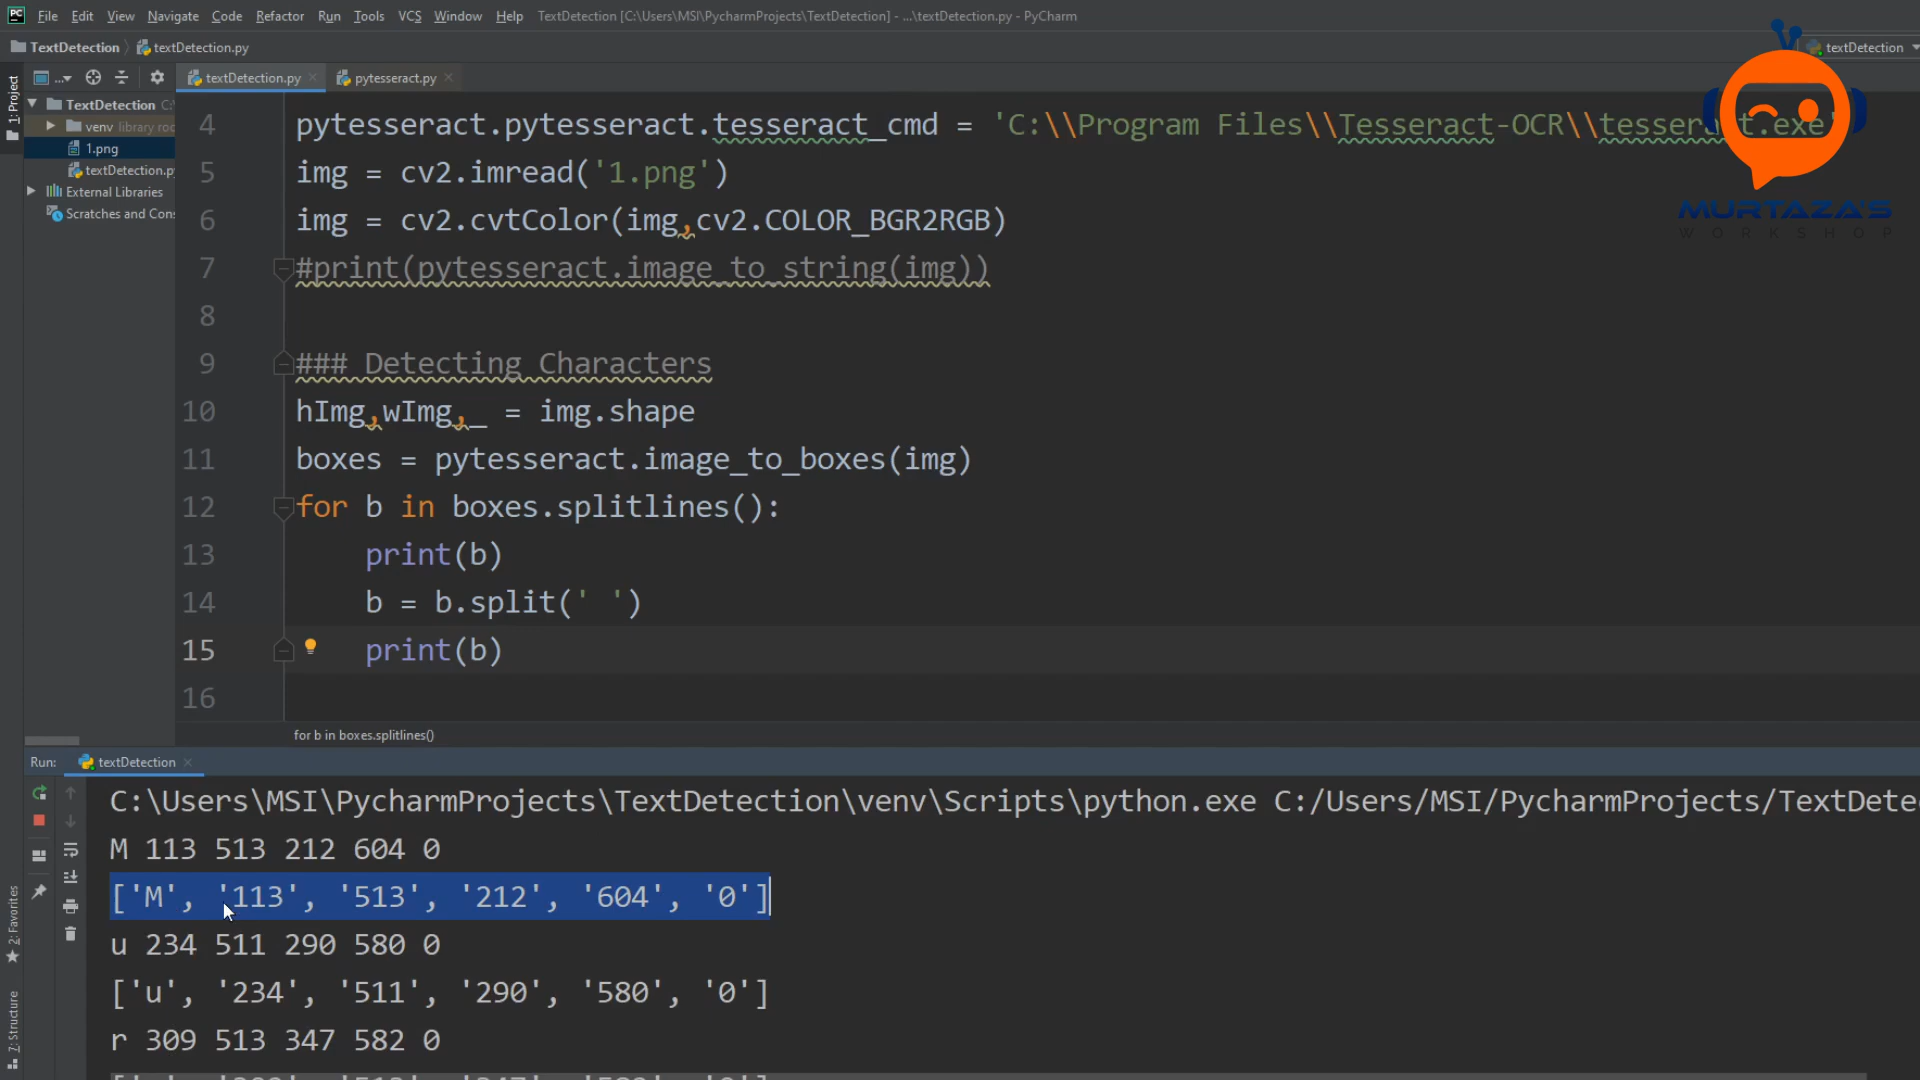 PC File Edit View Navigate Code Refactor Run Tools VCS Window Help TextDetection [C:\Users\MSI\PycharmProjects\TextDetection] - ...\textDetection.py - PyCharm
TextDetection textDetection.py textDetection
... textDetection.py pytesseract.py
1: Project
TextDetection C:\
venv library roo
1.png
textDetection.py
External Libraries
Scratches and Cons
4 pytesseract.pytesseract.tesseract_cmd = 'C:\\Program Files\\Tesseract-OCR\\tesseract.exe'
5 img = cv2.imread('1.png')
6 img = cv2.cvtColor(img,cv2.COLOR_BGR2RGB)
7 #print(pytesseract.image_to_string(img))
8
9 ### Detecting Characters
10 hImg,wImg,_ = img.shape
11 boxes = pytesseract.image_to_boxes(img)
12 for b in boxes.splitlines():
13 print(b)
14 b = b.split(' ')
15 print(b)
16
for b in boxes.splitlines()
MURTAZA'S
WORKSHOP
Run: textDetection
C:\Users\MSI\PycharmProjects\TextDetection\venv\Scripts\python.exe C:/Users/MSI/PycharmProjects/TextDete
M 113 513 212 604 0
['M', '113', '513', '212', '604', '0']
u 234 511 290 580 0
['u', '234', '511', '290', '580', '0']
r 309 513 347 582 0
2: Favorites
7: Structure